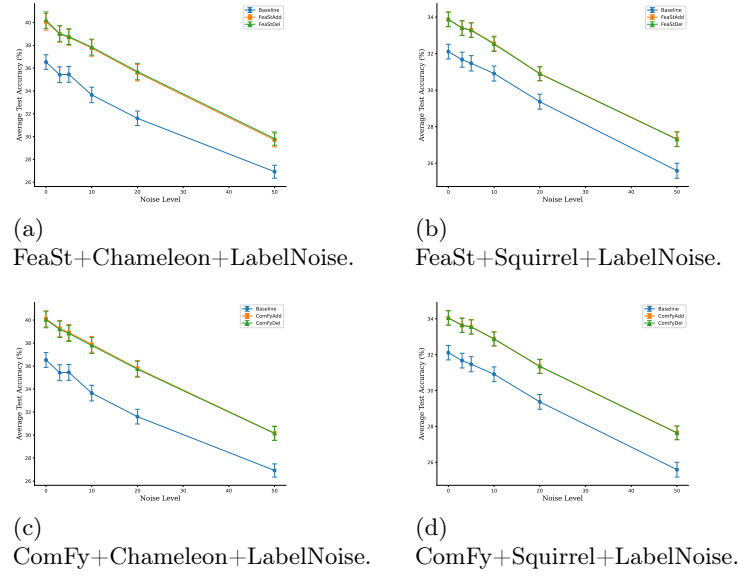 40
38
36
34
32
30
28
26
Average Test Accuracy (%)
0 10 20 30 40 50
Noise Level
Baseline
FeaStAdd
FeaStDel
(a)
FeaSt+Chameleon+LabelNoise.
34
32
30
28
26
Average Test Accuracy (%)
0 10 20 30 40 50
Noise Level
Baseline
FeaStAdd
FeaStDel
(b)
FeaSt+Squirrel+LabelNoise.
40
38
36
34
32
30
28
26
Average Test Accuracy (%)
0 10 20 30 40 50
Noise Level
Baseline
ComFyAdd
ComFyDel
(c)
ComFy+Chameleon+LabelNoise.
34
32
30
28
26
Average Test Accuracy (%)
0 10 20 30 40 50
Noise Level
Baseline
ComFyAdd
ComFyDel
(d)
ComFy+Squirrel+LabelNoise.